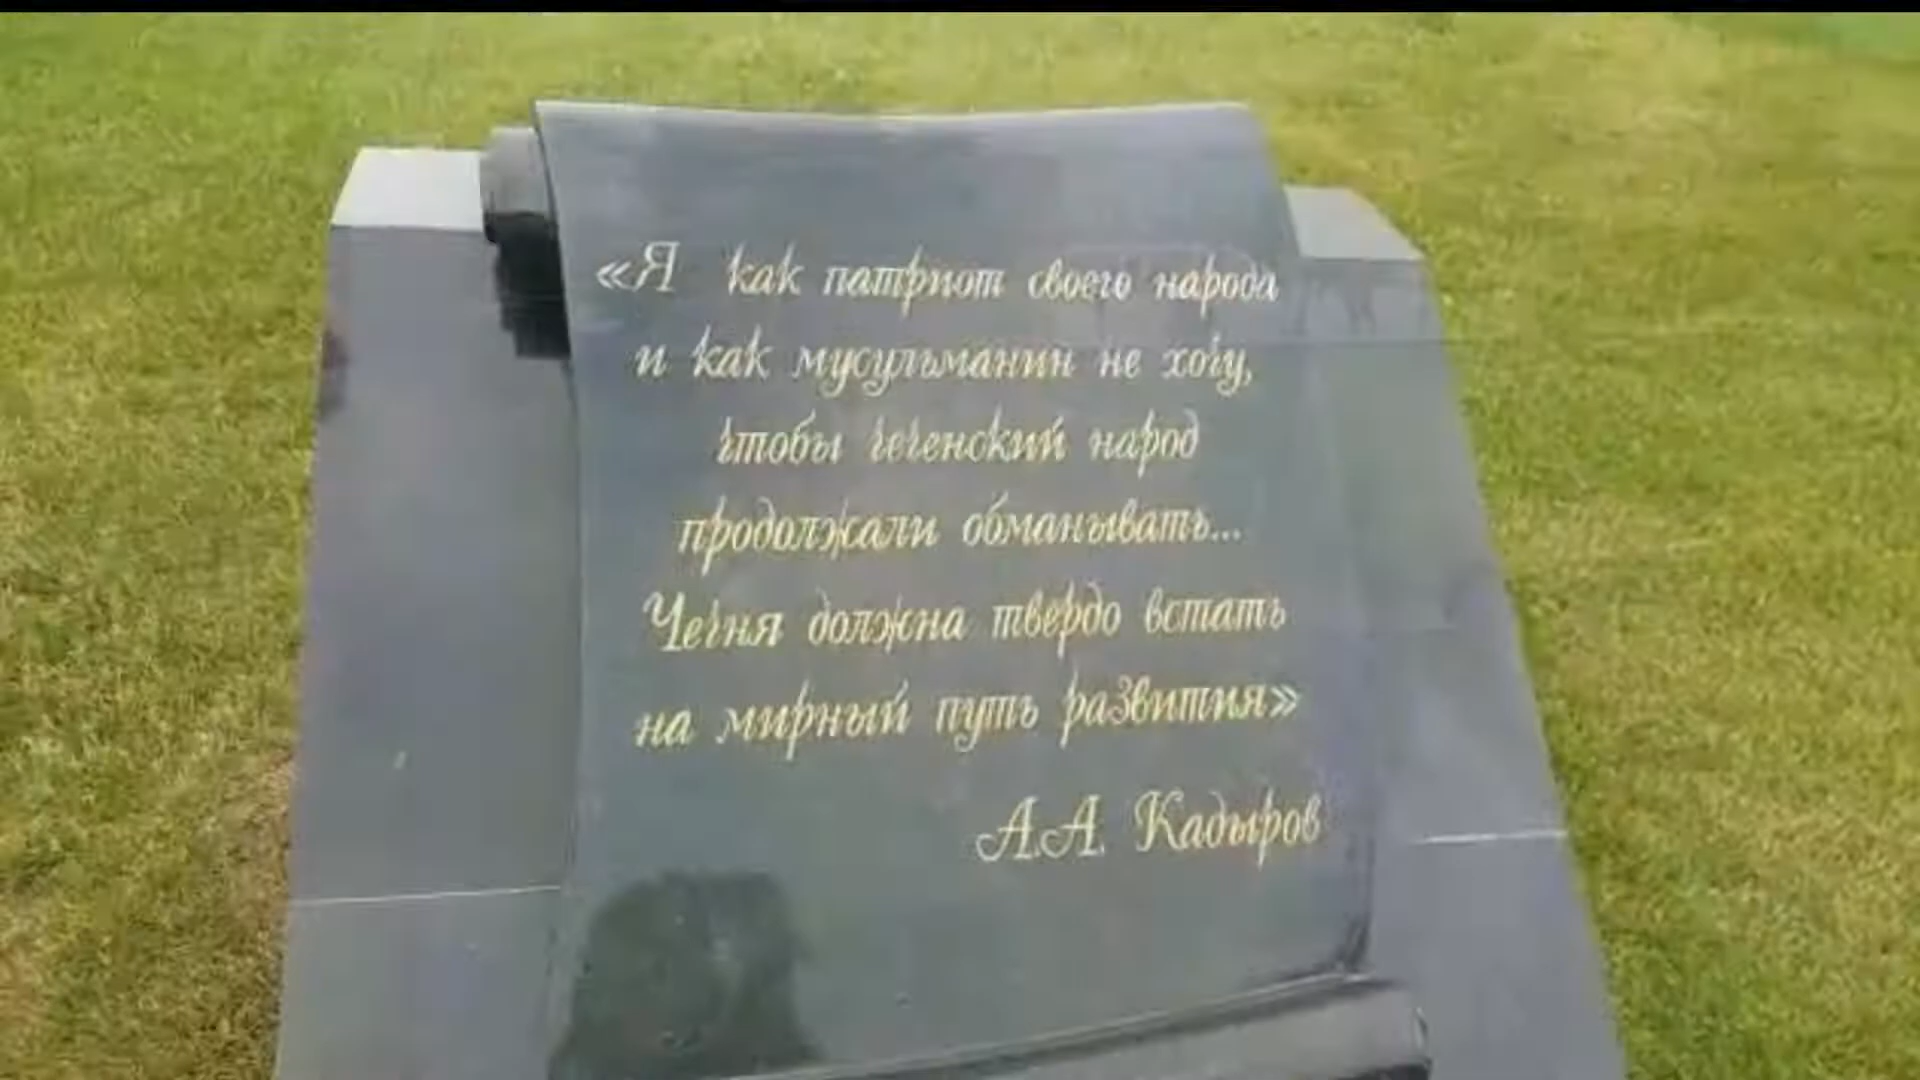 «Я как патриот своего народа
и как мусульманин не хочу,
чтобы чеченский народ
продолжали обманывать...
Чечня должна твердо встать
на мирный путь развития»
А.А. Кадыров